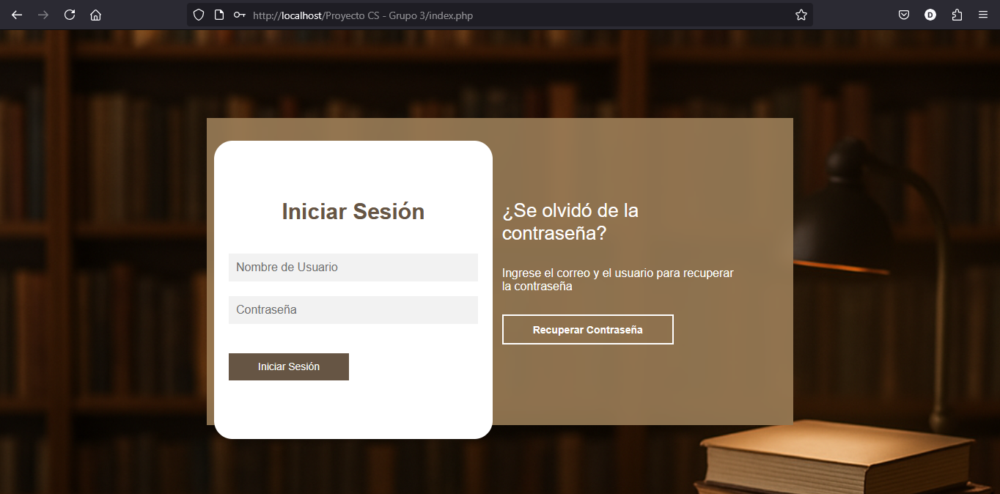 http://localhost/Proyecto CS - Grupo 3/index.php
D
Iniciar Sesión
Nombre de Usuario
Contraseña
Iniciar Sesión
¿Se olvidó de la
contraseña?
Ingrese el correo y el usuario para recuperar
la contraseña
Recuperar Contraseña